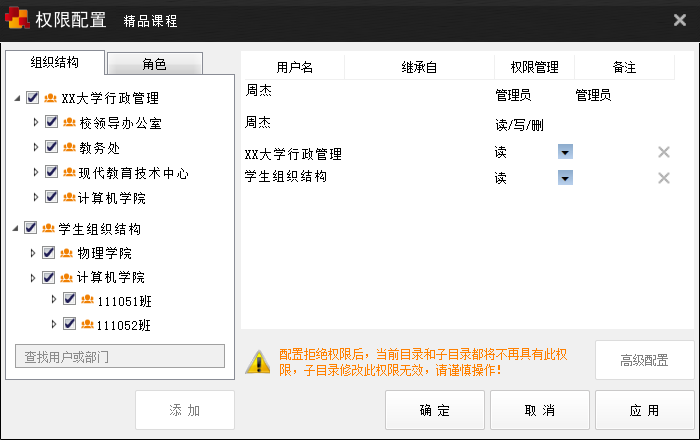 权限配置 精品课程
组织结构 角色
XX大学行政管理
校领导办公室
教务处
现代教育技术中心
计算机学院
学生组织结构
物理学院
计算机学院
111051班
111052班
查找用户或部门
添 加
用户名 继承自 权限管理 备注
周杰 管理员 管理员
周杰 读/写/删
XX大学行政管理 读
学生组织结构 读
配置拒绝权限后，当前目录和子目录都将不再具有此权
限，子目录修改此权限无效，请谨慎操作！
高级配置
确 定 取 消 应 用